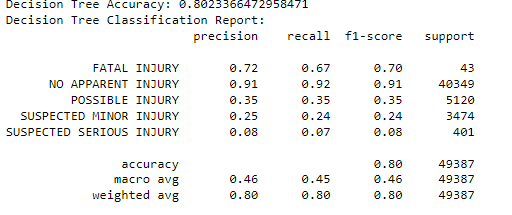 Decision Tree Accuracy: 0.8023366472958471
Decision Tree Classification Report:
precision recall f1-score support
FATAL INJURY 0.72 0.67 0.70 43
NO APPARENT INJURY 0.91 0.92 0.91 40349
POSSIBLE INJURY 0.35 0.35 0.35 5120
SUSPECTED MINOR INJURY 0.25 0.24 0.24 3474
SUSPECTED SERIOUS INJURY 0.08 0.07 0.08 401
accuracy 0.80 49387
macro avg 0.46 0.45 0.46 49387
weighted avg 0.80 0.80 0.80 49387